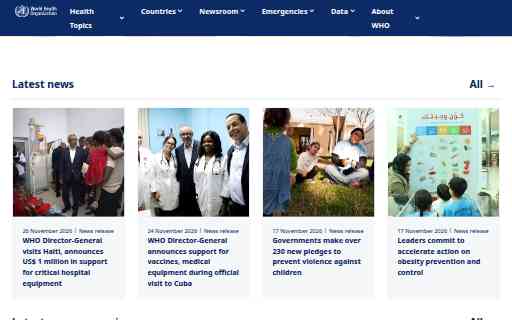 World Health
Organization
Health
Topics
Countries
Newsroom
Emergencies
Data
About
WHO
Latest news
All →
26 November 2026 | News release
WHO Director-General
visits Haiti, announces
US$ 1 million in support
for critical hospital
equipment
24 November 2026 | News release
WHO Director-General
announces support for
vaccines, medical
equipment during official
visit to Cuba
17 November 2026 | News release
Governments make over
230 new pledges to
prevent violence against
children
17 November 2026 | News release
Leaders commit to
accelerate action on
obesity prevention and
control